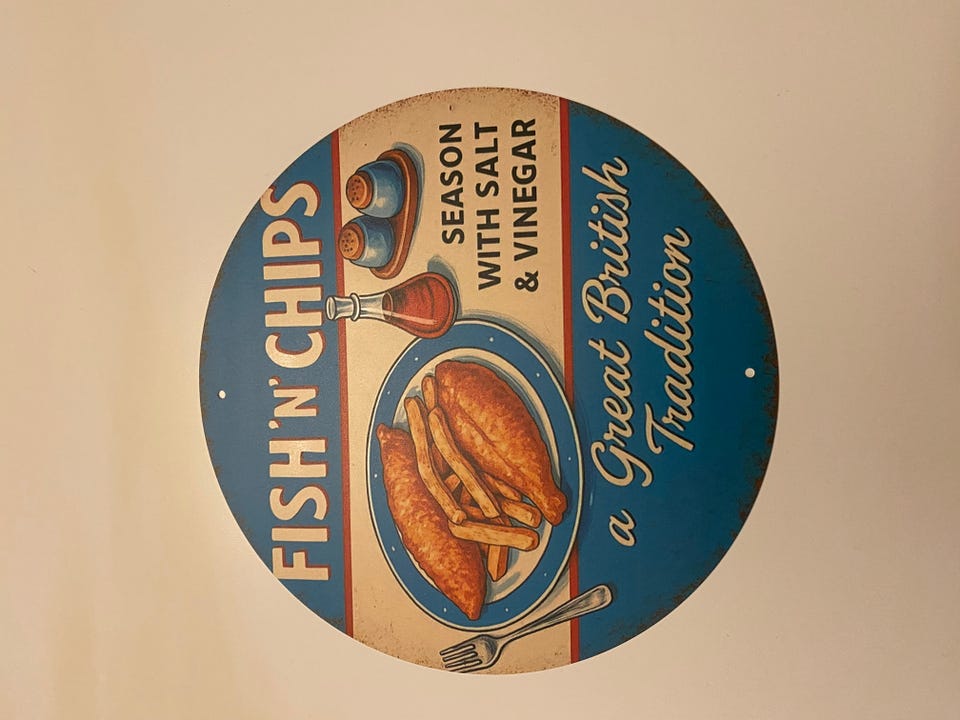 FISH 'N' CHIPS
SEASON
WITH SALT
& VINEGAR
a Great British
Tradition